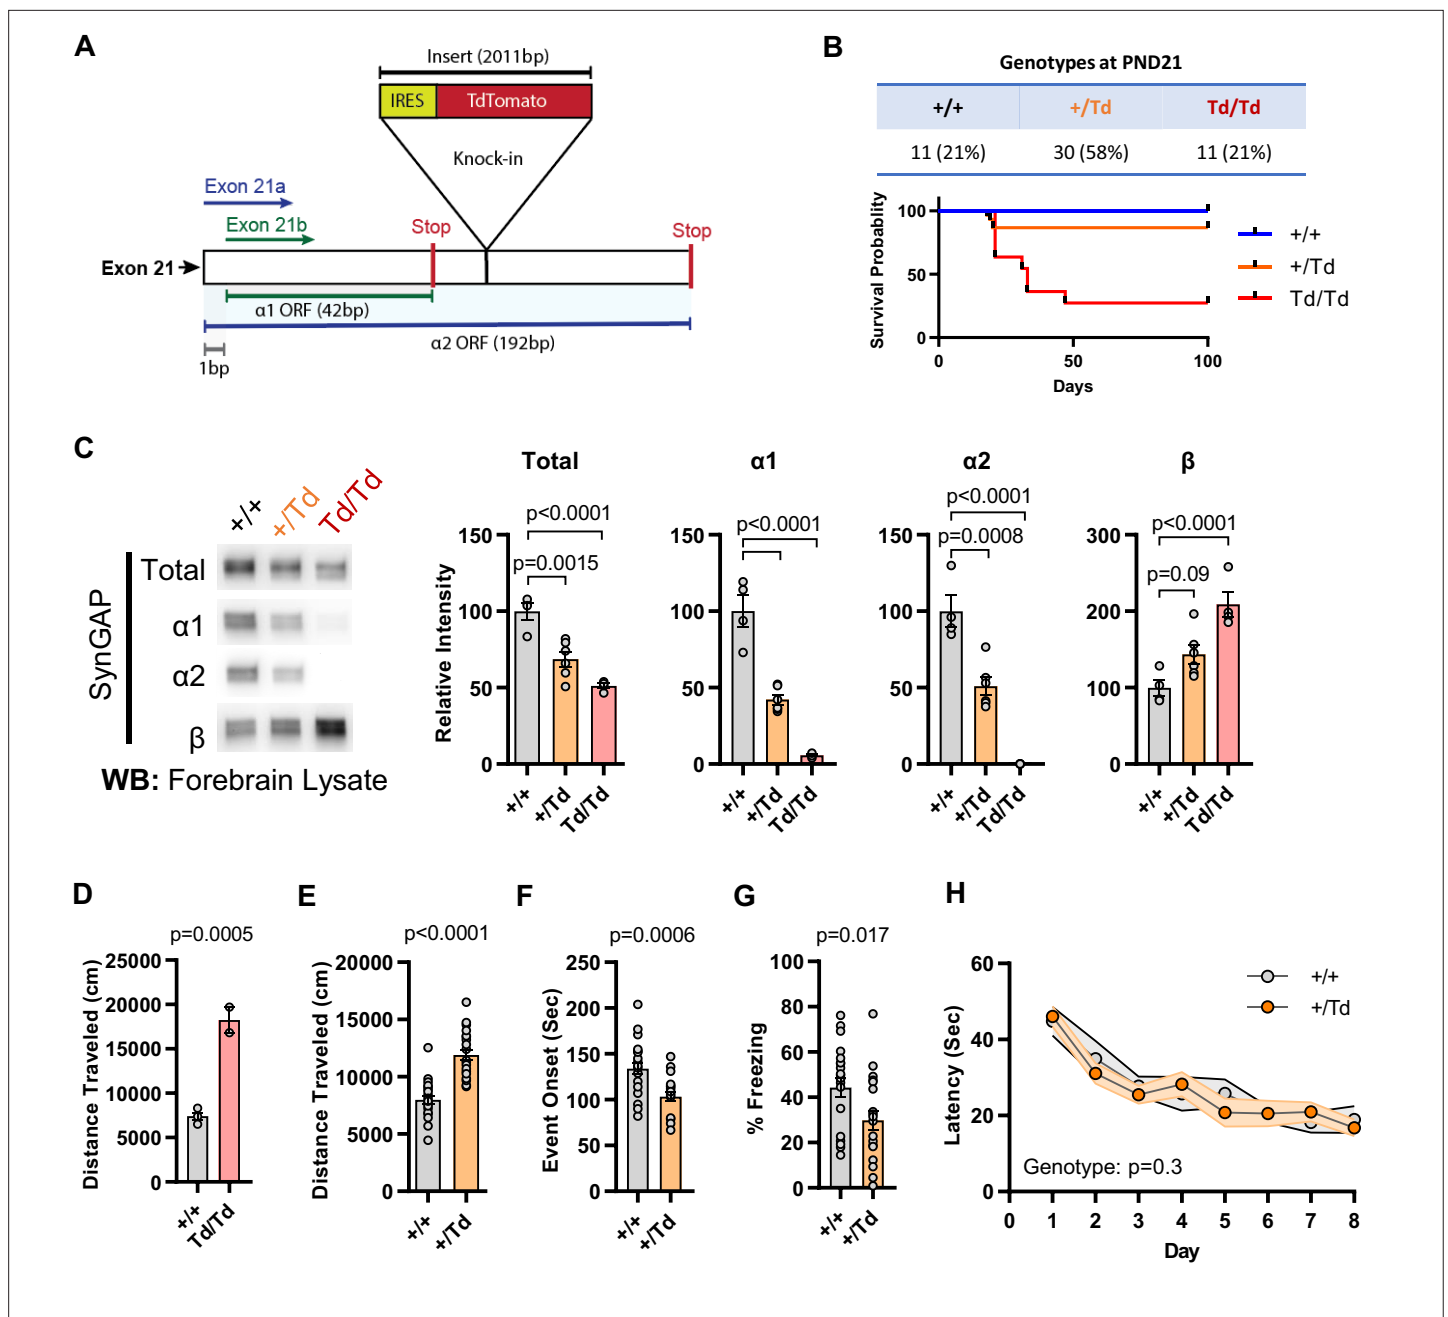 A
Insert (2011bp)
IRES TdTomato
Knock-in
Exon 21a
Exon 21b
Stop
Stop
Exon 21
α1 ORF (42bp)
α2 ORF (192bp)
1bp
B
Genotypes at PND21
+/+ +/Td Td/Td
11 (21%) 30 (58%) 11 (21%)
Survival Probablity
100
50
0
0 50 100
Days
+/+
+/Td
Td/Td
C
+/+ +/Td Td/Td
SynGAP
Total
α1
α2
β
WB: Forebrain Lysate
Total
p<0.0001
p=0.0015
Relative Intensity
150
100
50
0
+/+ +/Td Td/Td
α1
p<0.0001
150
100
50
0
+/+ +/Td Td/Td
α2
p<0.0001
p=0.0008
150
100
50
0
+/+ +/Td Td/Td
β
p<0.0001
p=0.09
300
200
100
0
+/+ +/Td Td/Td
D
p=0.0005
Distance Traveled (cm)
25000
20000
15000
10000
5000
0
+/+ Td/Td
E
p<0.0001
Distance Traveled (cm)
20000
15000
10000
5000
0
+/+ +/Td
F
p=0.0006
Event Onset (Sec)
250
200
150
100
50
0
+/+ +/Td
G
p=0.017
% Freezing
100
80
60
40
20
0
+/+ +/Td
H
Latency (Sec)
60
40
20
0
+/+
+/Td
Genotype: p=0.3
0 1 2 3 4 5 6 7 8
Day